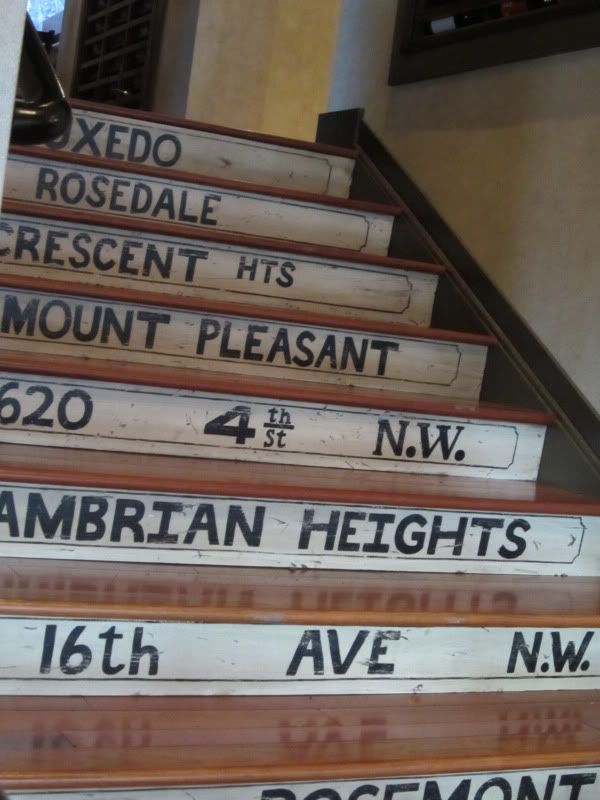 UXEDO
ROSEDALE
CRESCENT HTS
MOUNT PLEASANT
620 4th St N.W.
AMBRIAN HEIGHTS
16th AVE N.W.
ROSEMONT